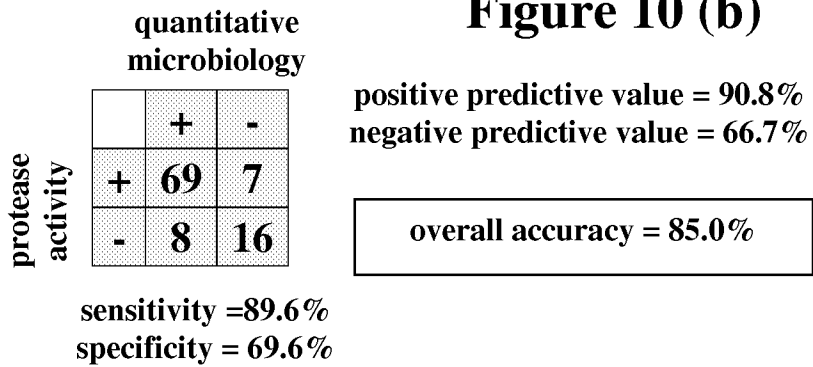 Figure 10 (b)
quantitative
microbiology
+ -
+ 69 7
- 8 16
protease
activity
sensitivity =89.6%
specificity = 69.6%
positive predictive value = 90.8%
negative predictive value = 66.7%
overall accuracy = 85.0%